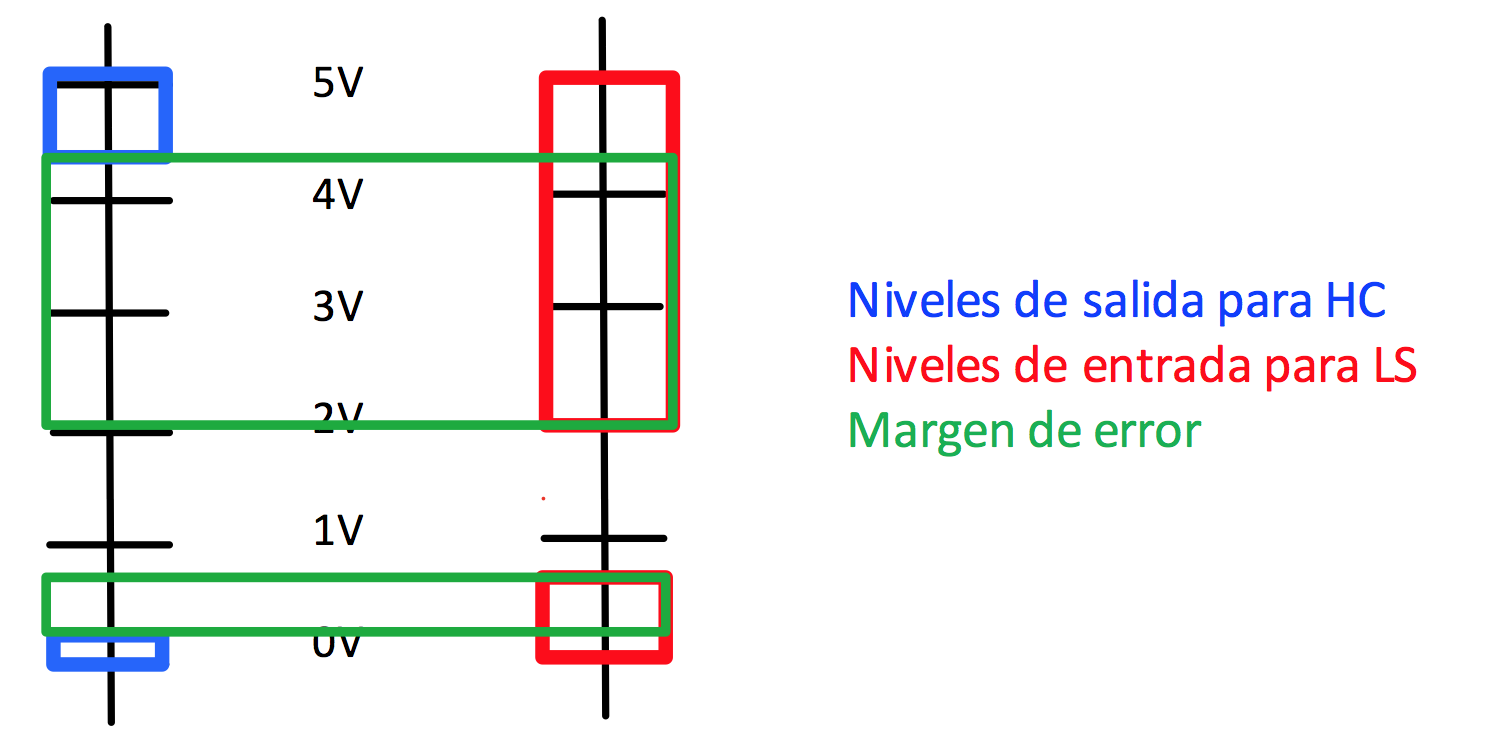 5V
4V
3V
2V
1V
0V
Niveles de salida para HC
Niveles de entrada para LS
Margen de error